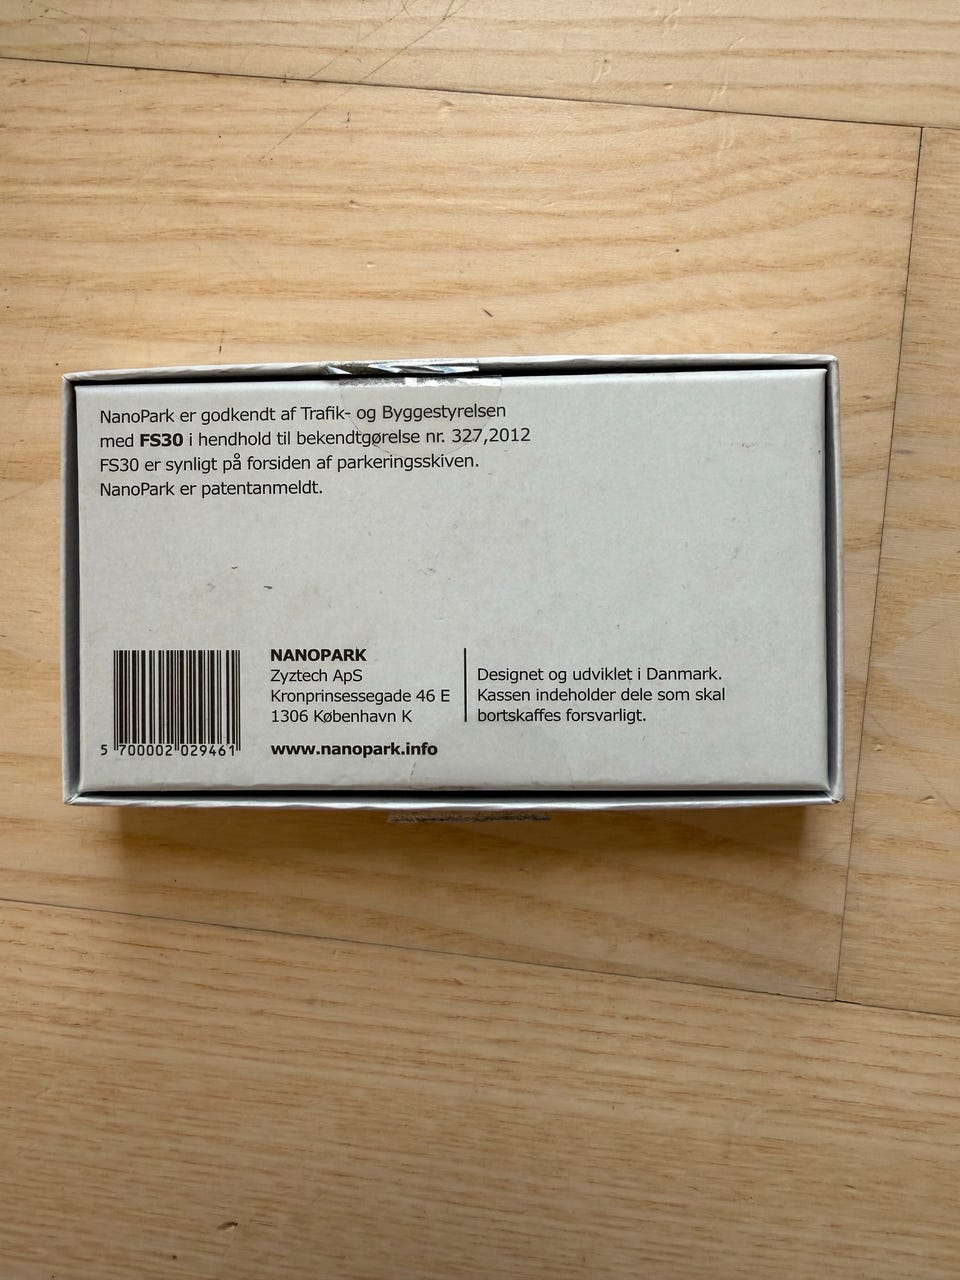 NanoPark er godkendt af Trafik- og Byggestyrelsen
med FS30 i hendhold til bekendtgørelse nr. 327,2012
FS30 er synligt på forsiden af parkeringsskiven.
NanoPark er patentanmeldt.
5 700002 029461
NANOPARK
Zyztech ApS
Kronprinsessegade 46 E
1306 København K
www.nanopark.info
Designet og udviklet i Danmark.
Kassen indeholder dele som skal
bortskaffes forsvarligt.